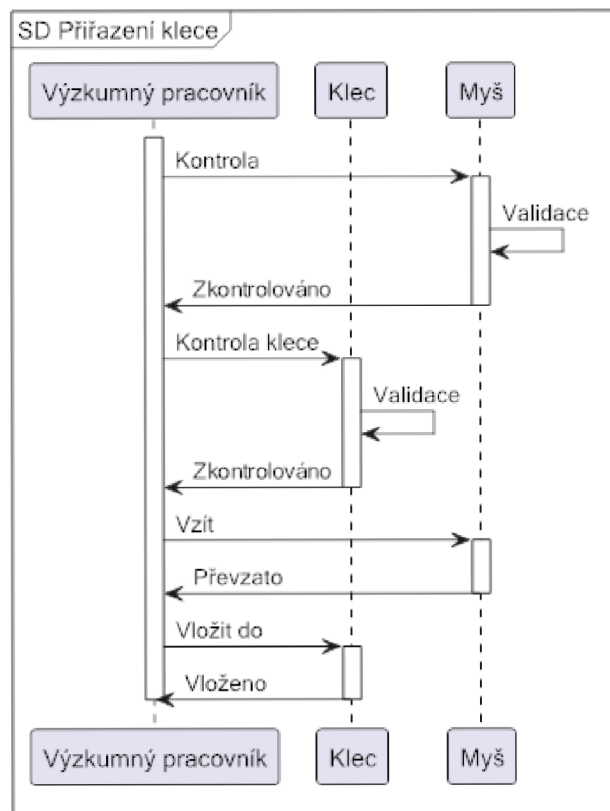 SD Přiřazení klece
Výzkumný pracovník
Klec
Myš
Kontrola
Validace
Zkontrolováno
Kontrola klece
Validace
Zkontrolováno
Vzít
Převzato
Vložit do
Vloženo
Výzkumný pracovník
Klec
Myš